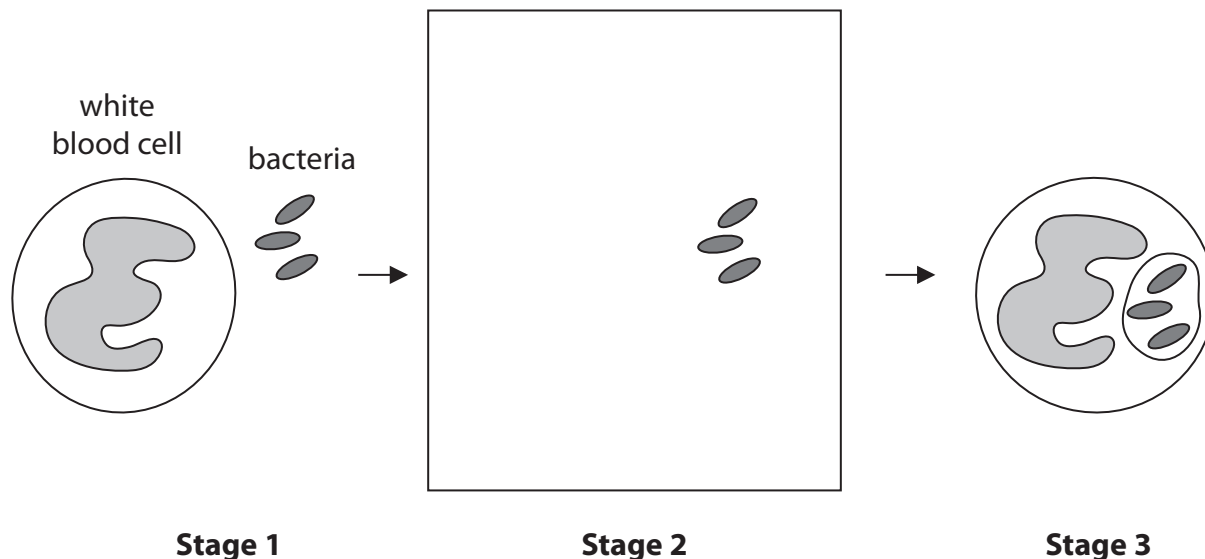 white
blood cell
bacteria
Stage 1
Stage 2
Stage 3